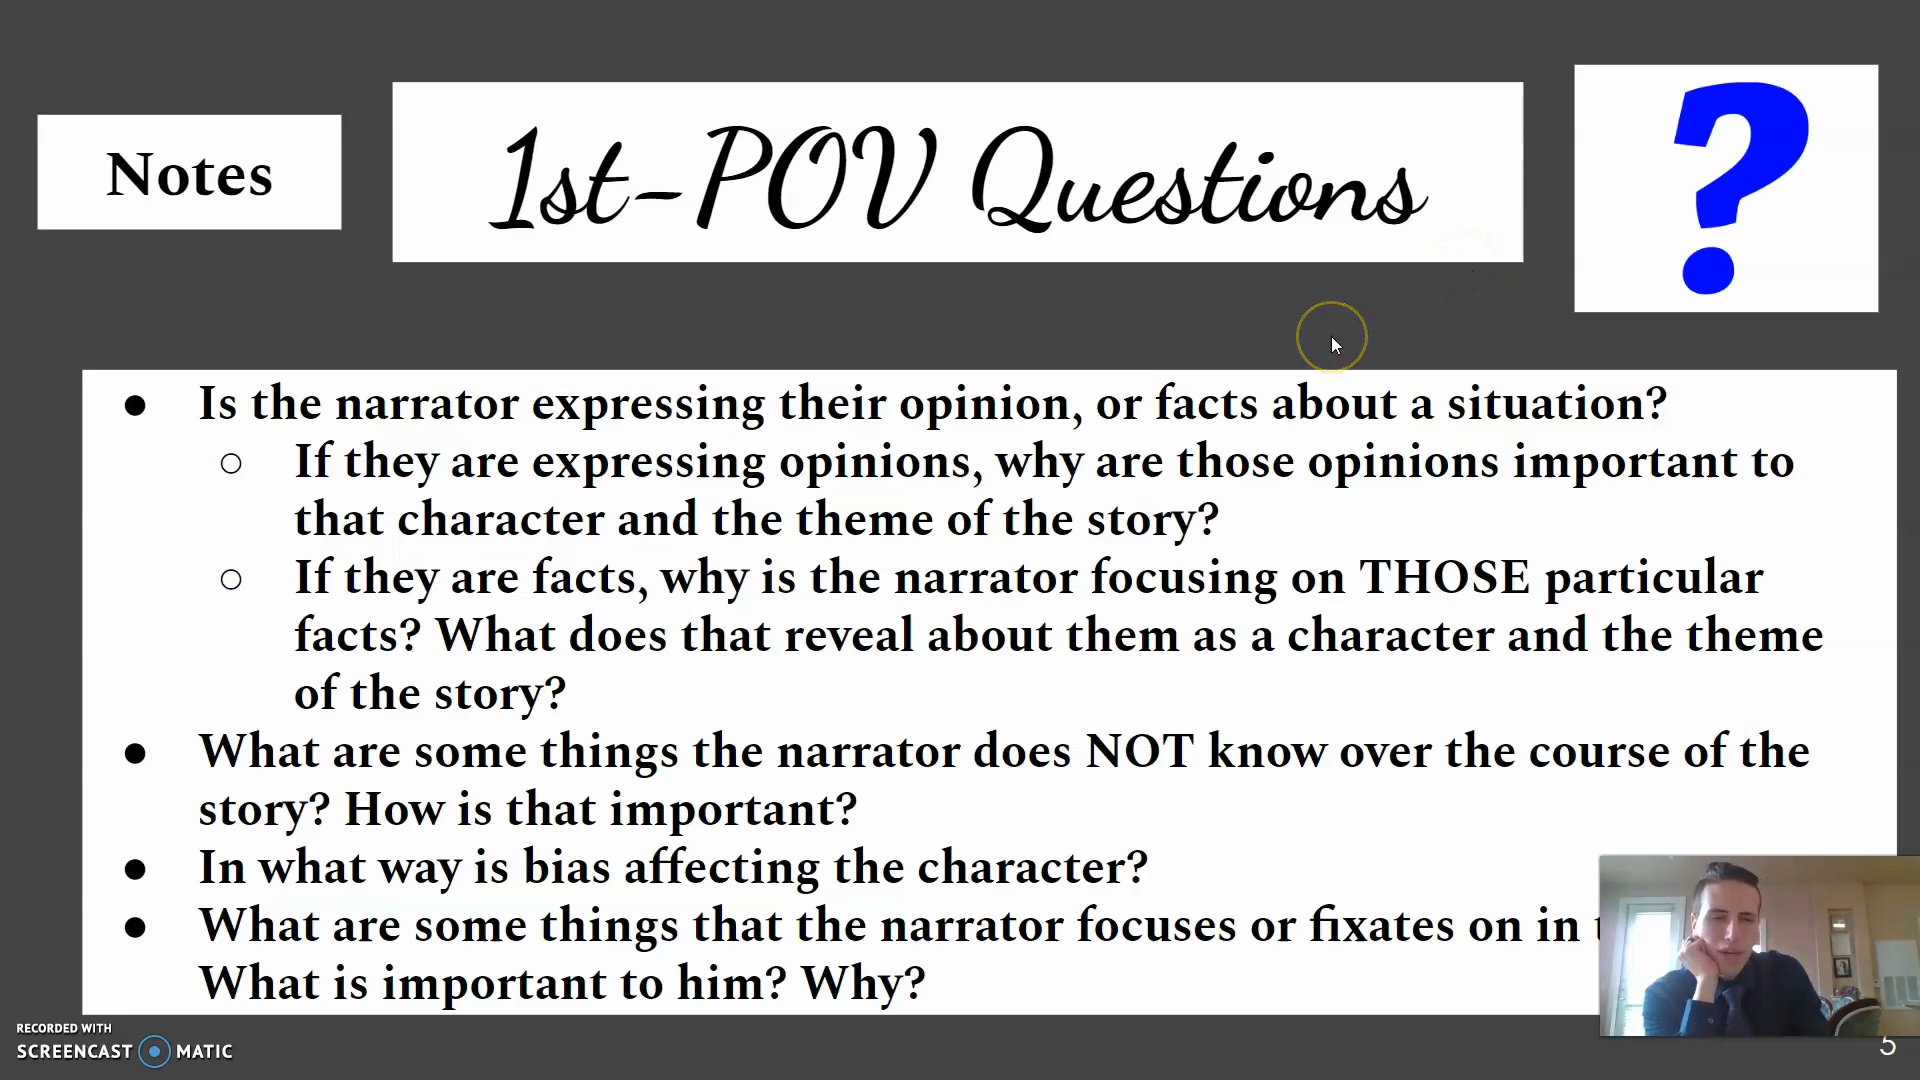 Notes
1st-POV Questions
?
● Is the narrator expressing their opinion, or facts about a situation?
○ If they are expressing opinions, why are those opinions important to
that character and the theme of the story?
○ If they are facts, why is the narrator focusing on THOSE particular
facts? What does that reveal about them as a character and the theme
of the story?
● What are some things the narrator does NOT know over the course of the
story? How is that important?
● In what way is bias affecting the character?
● What are some things that the narrator focuses or fixates on in
What is important to him? Why?
RECORDED WITH
SCREENCAST MATIC
5